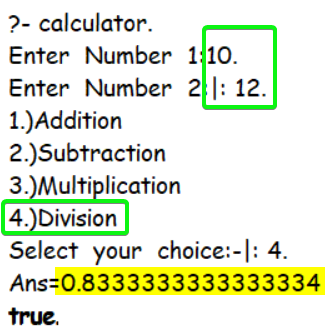 ?- calculator.
Enter Number 1:10.
Enter Number 2:|: 12.
1.)Addition
2.)Subtraction
3.)Multiplication
4.)Division
Select your choice:-|: 4.
Ans=0.8333333333333334
true.